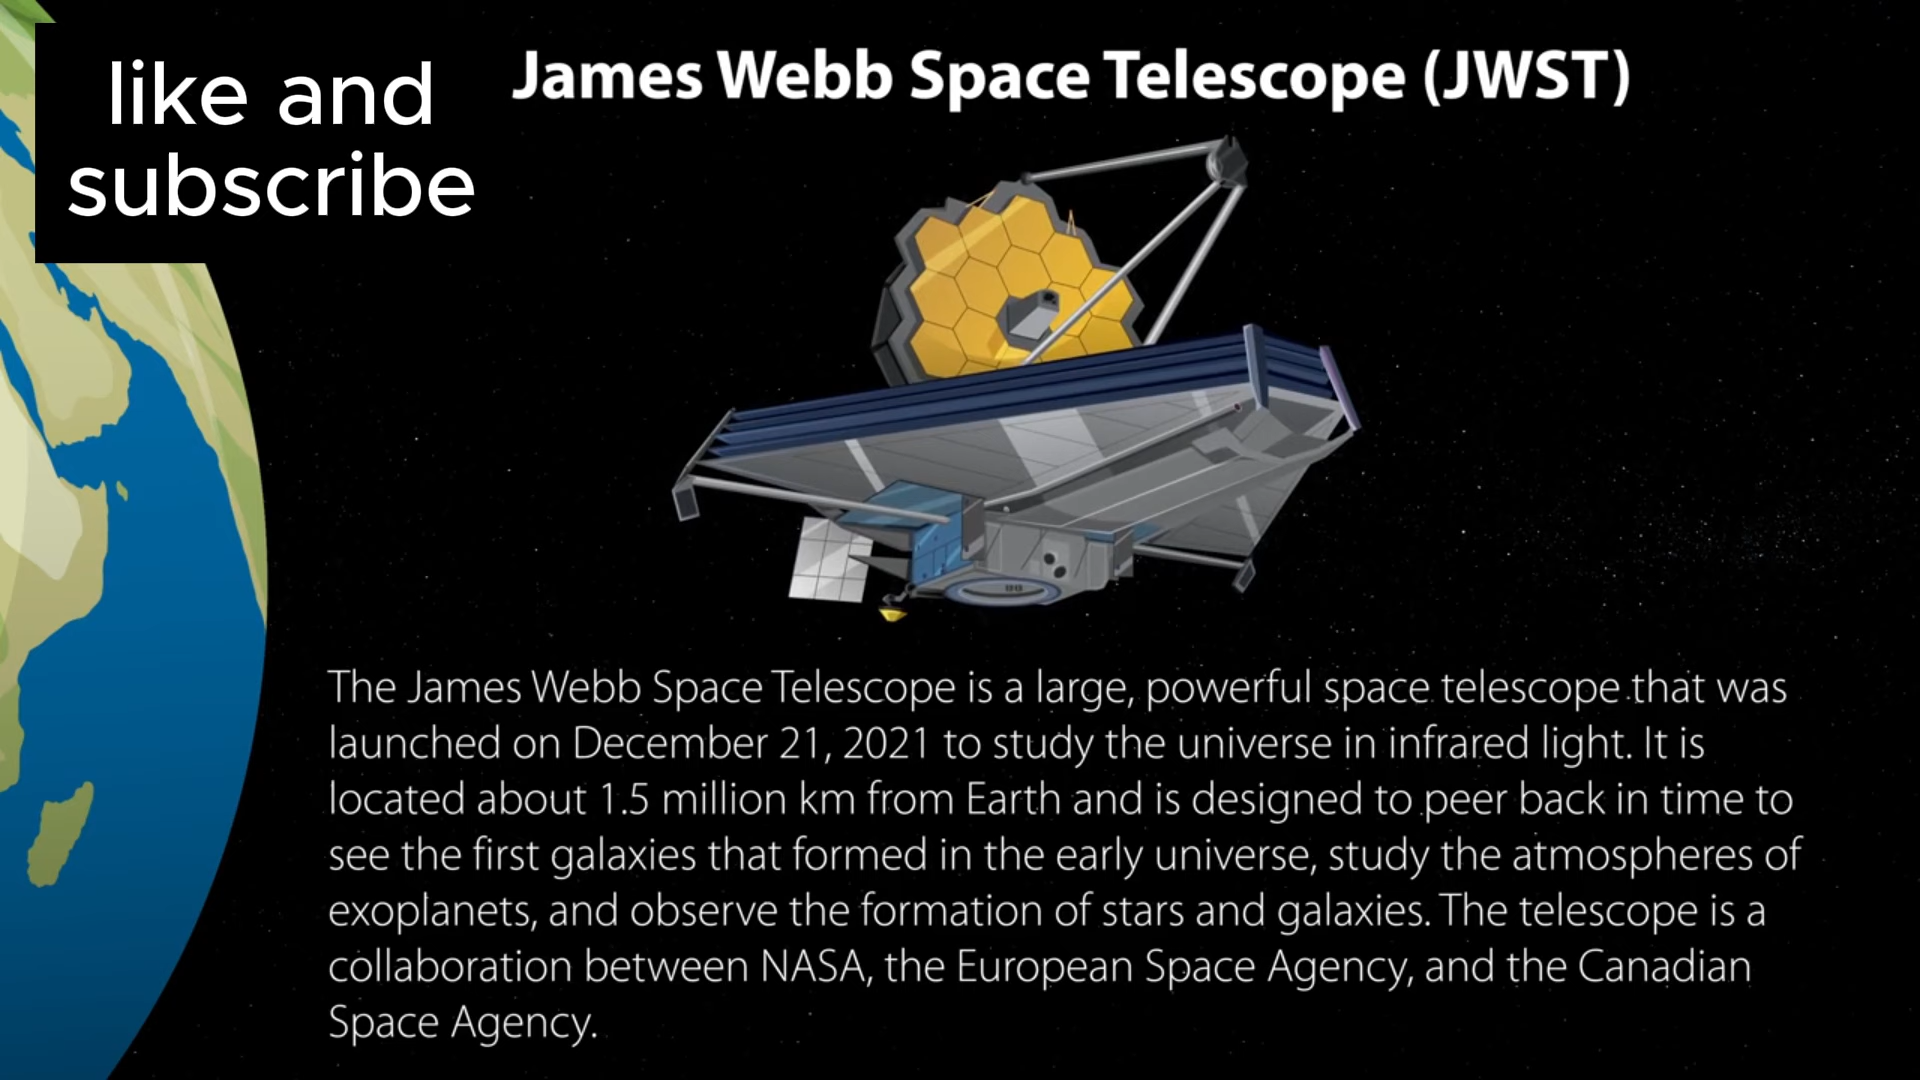 like and
subscribe
James Webb Space Telescope (JWST)
The James Webb Space Telescope is a large, powerful space telescope that was
launched on December 21, 2021 to study the universe in infrared light. It is
located about 1.5 million km from Earth and is designed to peer back in time to
see the first galaxies that formed in the early universe, study the atmospheres of
exoplanets, and observe the formation of stars and galaxies. The telescope is a
collaboration between NASA, the European Space Agency, and the Canadian
Space Agency.